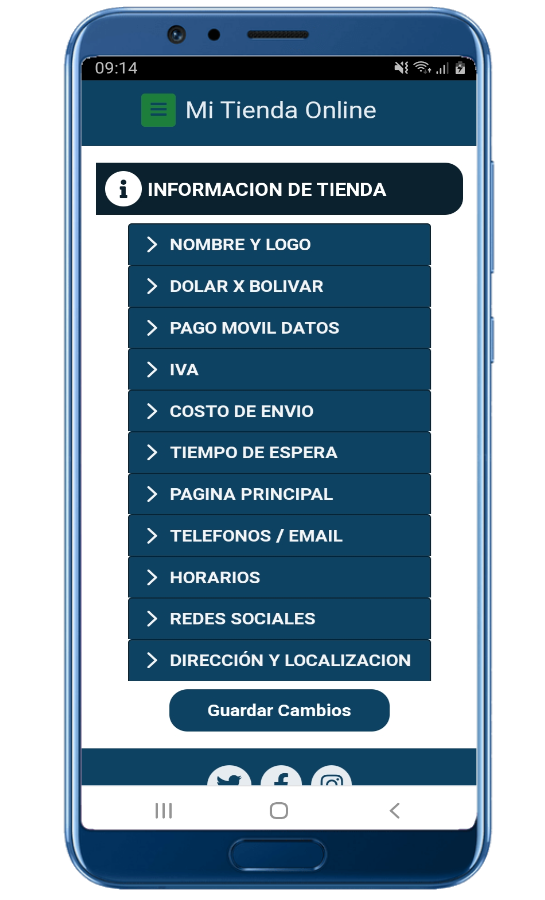 09:14
Mi Tienda Online
INFORMACION DE TIENDA
NOMBRE Y LOGO
DOLAR X BOLIVAR
PAGO MOVIL DATOS
IVA
COSTO DE ENVIO
TIEMPO DE ESPERA
PAGINA PRINCIPAL
TELEFONOS / EMAIL
HORARIOS
REDES SOCIALES
DIRECCIÓN Y LOCALIZACION
Guardar Cambios